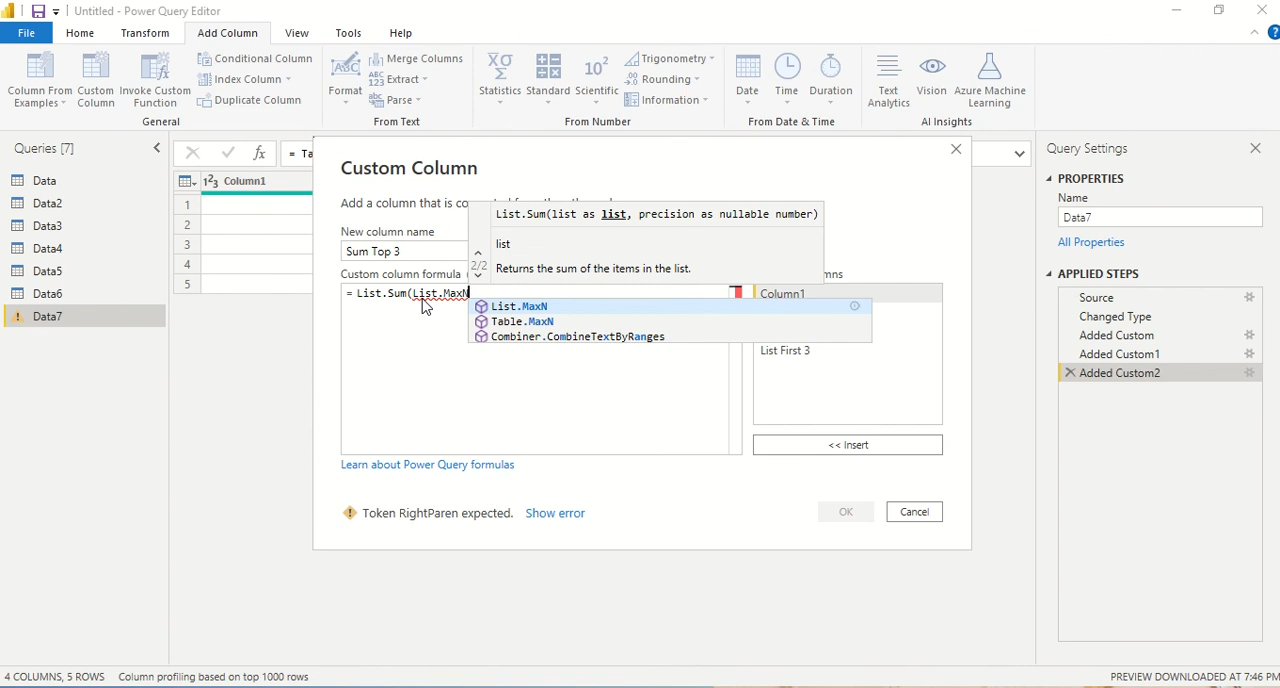 Untitled - Power Query Editor
File Home Transform Add Column View Tools Help
Column From Examples
Custom Column
Invoke Custom Function
Conditional Column
Index Column
Duplicate Column
General
Format
Merge Columns
ABC 123 Extract
Parse
From Text
Statistics
Standard
10² Scientific
Trigonometry
Rounding
Information
From Number
Date
Time
Duration
From Date & Time
Text Analytics
Vision
Azure Machine Learning
AI Insights
Queries [7]
Data
Data2
Data3
Data4
Data5
Data6
Data7
fx = Ta
1²3 Column1
1
2
3
4
5
Custom Column
Add a column that is co
New column name
Sum Top 3
Custom column formula
= List.Sum(List.MaxN
List.Sum(list as list, precision as nullable number)
list
2/2
Returns the sum of the items in the list.
List.MaxN
Table.MaxN
Combiner.CombineTextByRanges
mns
Column1
List First 3
<< Insert
Learn about Power Query formulas
Token RightParen expected. Show error
OK
Cancel
Query Settings
PROPERTIES
Name
Data7
All Properties
APPLIED STEPS
Source
Changed Type
Added Custom
Added Custom1
Added Custom2
4 COLUMNS, 5 ROWS Column profiling based on top 1000 rows
PREVIEW DOWNLOADED AT 7:46 PM